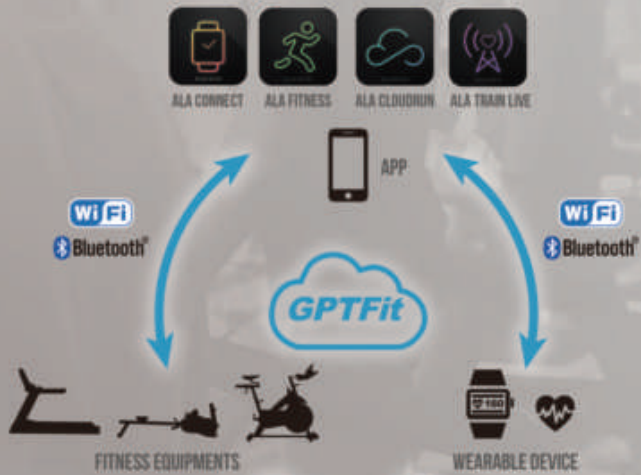 ALA CONNECT
ALA FITNESS
ALA CLOUDRUN
ALA TRAIN LIVE
APP
WiFi
Bluetooth®
WiFi
Bluetooth®
GPTFit
160
FITNESS EQUIPMENTS
WEARABLE DEVICE